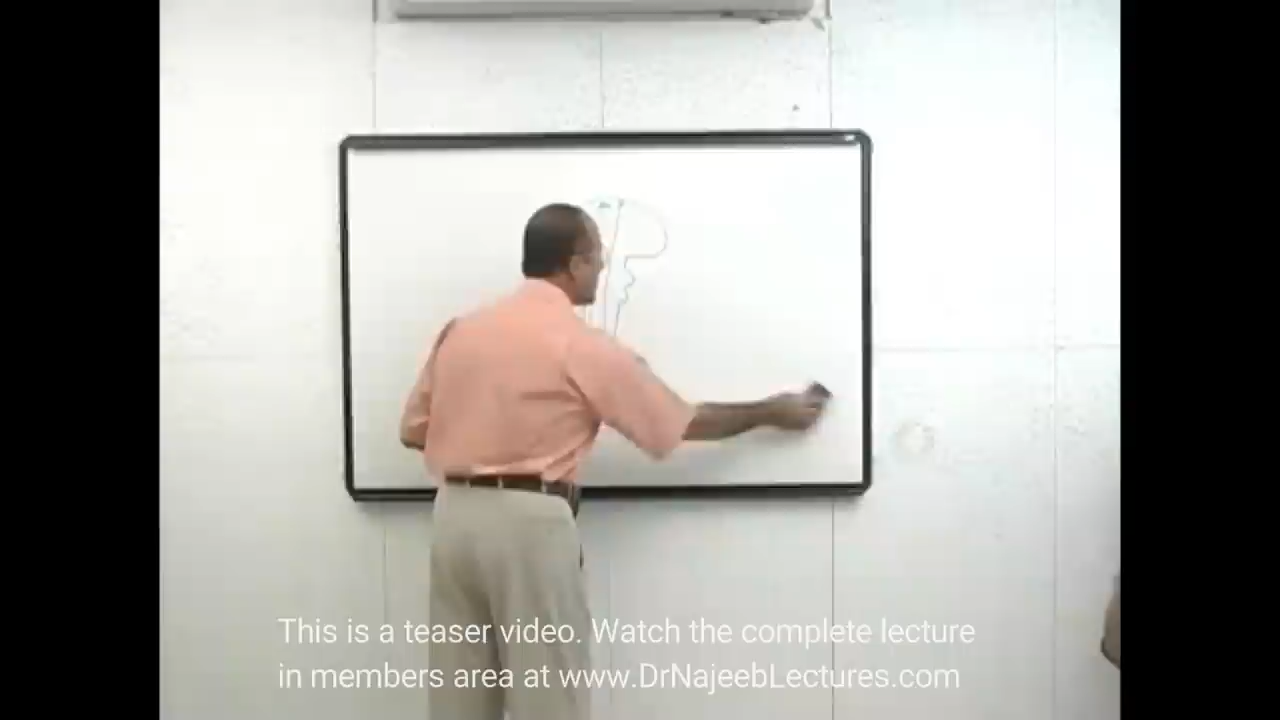 This is a teaser video. Watch the complete lecture
in members area at www.DrNajeebLectures.com